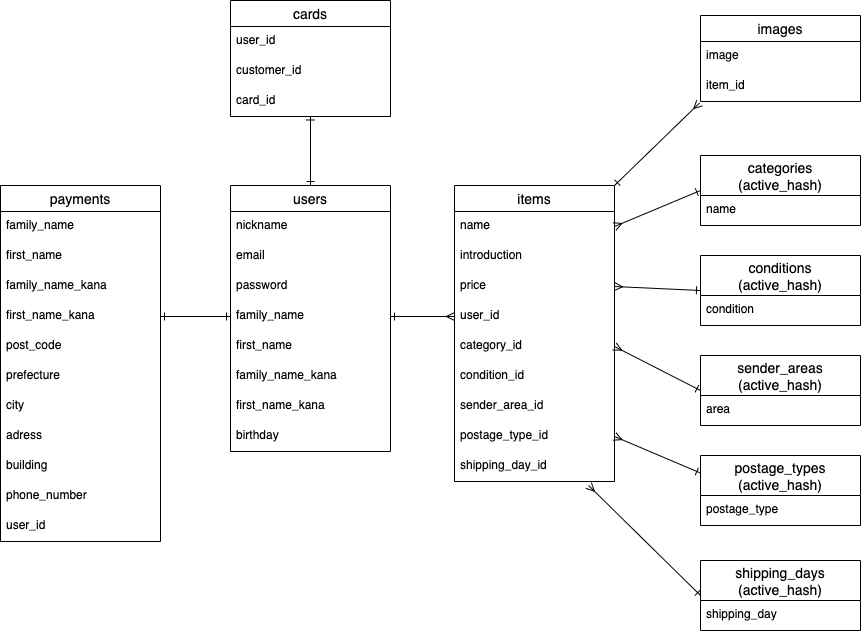 cards
user_id
customer_id
card_id
images
image
item_id
payments
family_name
first_name
family_name_kana
first_name_kana
post_code
prefecture
city
adress
building
phone_number
user_id
users
nickname
email
password
family_name
first_name
family_name_kana
first_name_kana
birthday
items
name
introduction
price
user_id
category_id
condition_id
sender_area_id
postage_type_id
shipping_day_id
categories
(active_hash)
name
conditions
(active_hash)
condition
sender_areas
(active_hash)
area
postage_types
(active_hash)
postage_type
shipping_days
(active_hash)
shipping_day